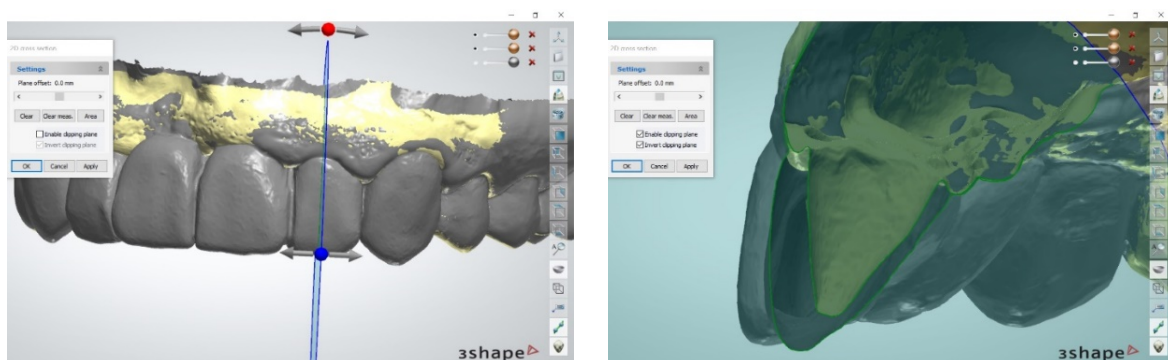 2D cross section
Settings
Plane offset: 0.0 mm
Clear
Clear meas.
Area
Enable clipping plane
Invert clipping plane
OK
Cancel
Apply
3shape
2D cross section
Settings
Plane offset: 0.0 mm
Clear
Clear meas.
Area
Enable clipping plane
Invert clipping plane
OK
Cancel
Apply
3shape